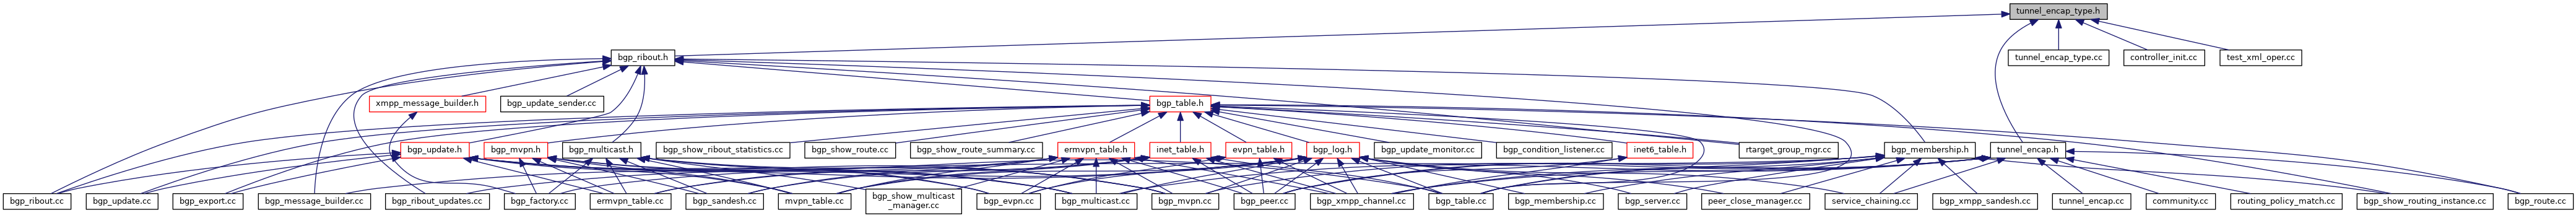 tunnel_encap_type.h
bgp_ribout.h
tunnel_encap_type.cc
controller_init.cc
test_xml_oper.cc
xmpp_message_builder.h
bgp_update_sender.cc
bgp_table.h
bgp_update.h
bgp_mvpn.h
bgp_multicast.h
bgp_show_ribout_statistics.cc
bgp_show_route.cc
bgp_show_route_summary.cc
ermvpn_table.h
inet_table.h
evpn_table.h
bgp_log.h
bgp_update_monitor.cc
bgp_condition_listener.cc
inet6_table.h
rtarget_group_mgr.cc
bgp_membership.h
tunnel_encap.h
bgp_ribout.cc
bgp_update.cc
bgp_export.cc
bgp_message_builder.cc
bgp_ribout_updates.cc
bgp_factory.cc
ermvpn_table.cc
bgp_sandesh.cc
mvpn_table.cc
bgp_show_multicast
_manager.cc
bgp_evpn.cc
bgp_multicast.cc
bgp_mvpn.cc
bgp_peer.cc
bgp_xmpp_channel.cc
bgp_table.cc
bgp_membership.cc
bgp_server.cc
peer_close_manager.cc
service_chaining.cc
bgp_xmpp_sandesh.cc
tunnel_encap.cc
community.cc
routing_policy_match.cc
bgp_show_routing_instance.cc
bgp_route.cc